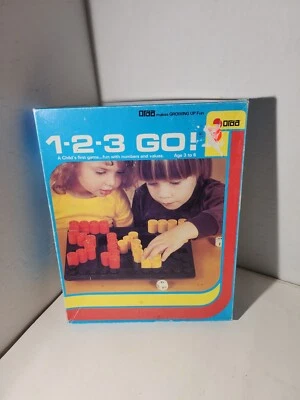 makes GROWING UP Fun
1-2-3 GO!
A Child's first game...fun with numbers and values. Age 3 to 6